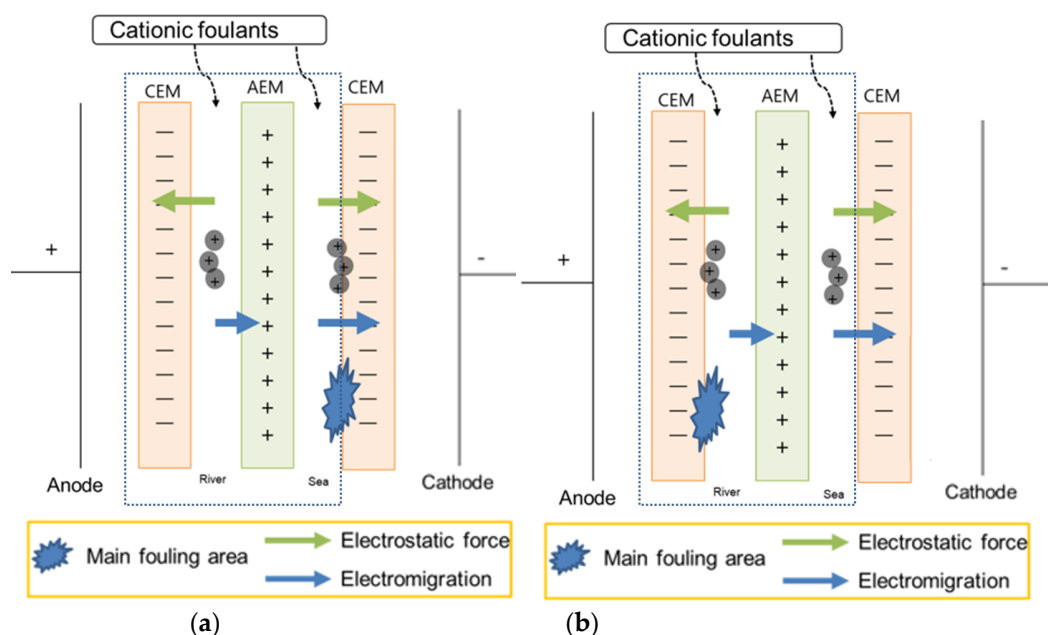 Cationic foulants
CEM
AEM
CEM
+
-
Anode
River
Sea
Cathode
Main fouling area
Electrostatic force
Electromigration
(a)
Cationic foulants
CEM
AEM
CEM
+
-
Anode
River
Sea
Cathode
Main fouling area
Electrostatic force
Electromigration
(b)